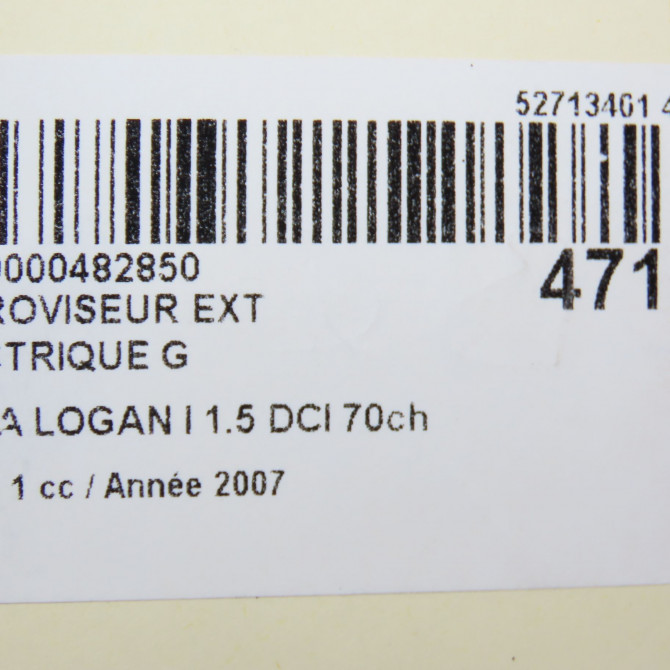 52713401 4
0000482850
471
ROVISEUR EXT
CTRIQUE G
A LOGAN I 1.5 DCI 70ch
1 cc / Année 2007